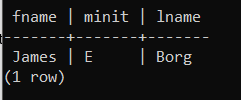 fname | minit | lname
-------+-------+-------
James | E | Borg
(1 row)